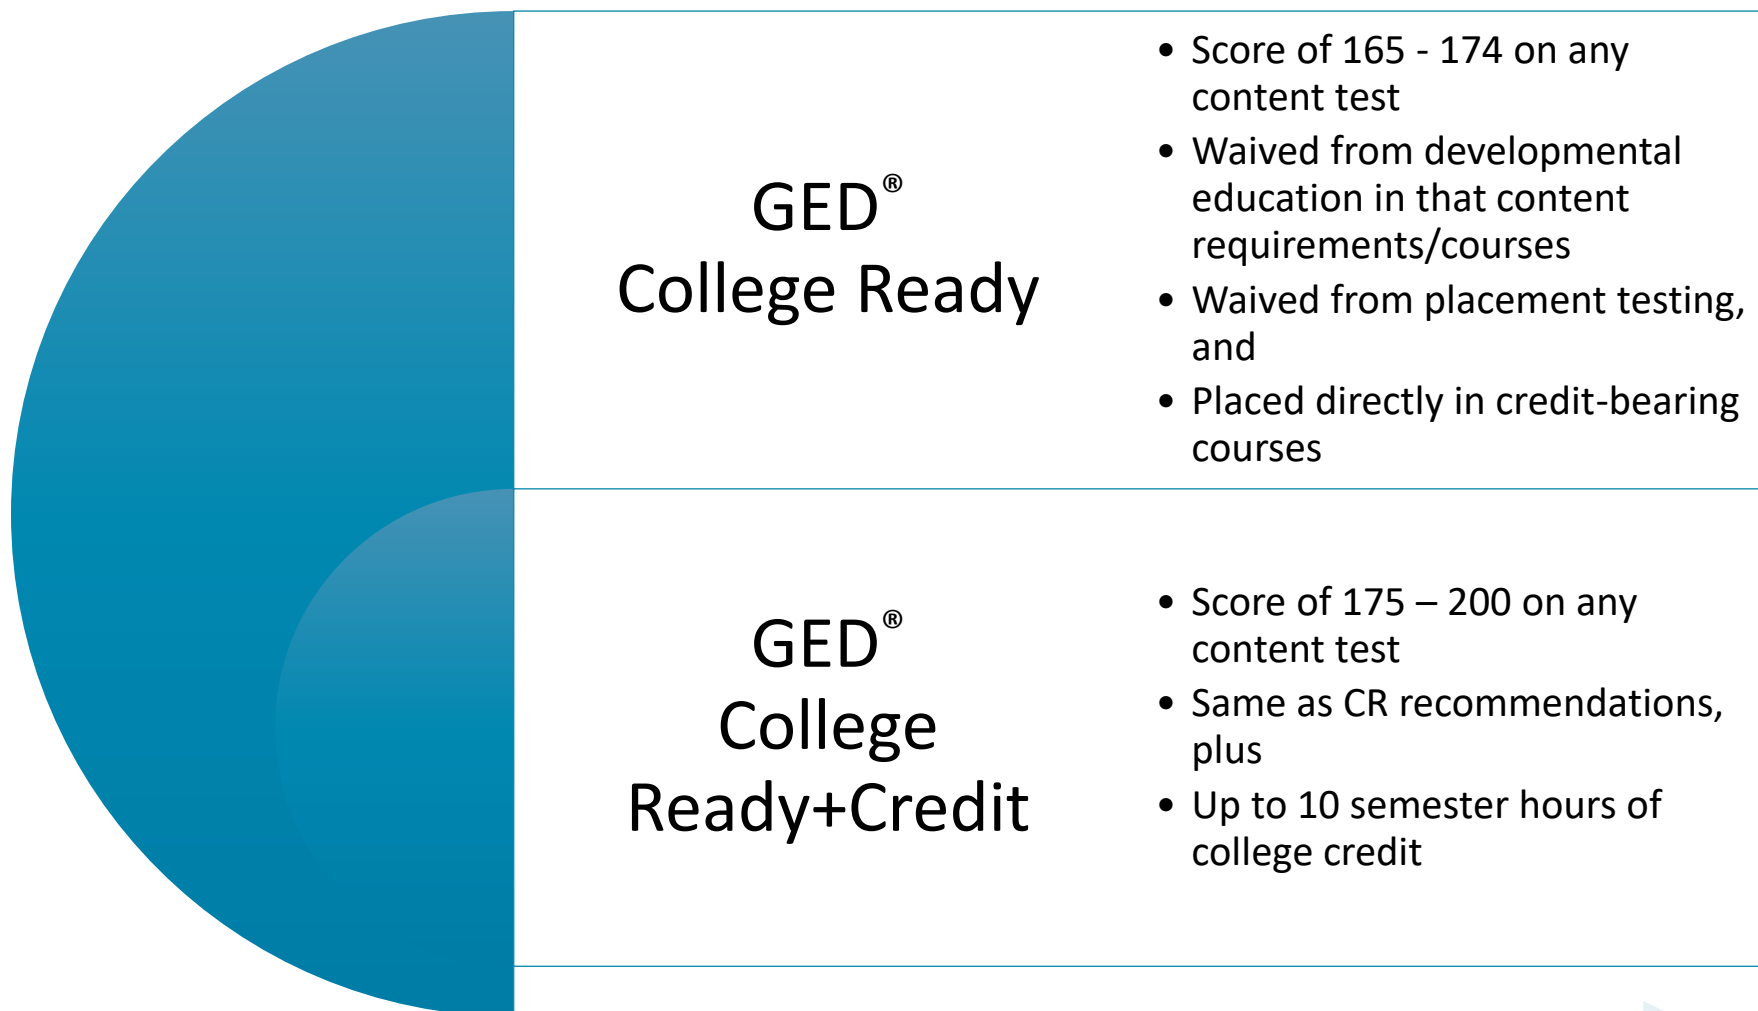 GED®
College Ready
• Score of 165 - 174 on any
content test
• Waived from developmental
education in that content
requirements/courses
• Waived from placement testing,
and
• Placed directly in credit-bearing
courses
GED®
College
Ready+Credit
• Score of 175 – 200 on any
content test
• Same as CR recommendations,
plus
• Up to 10 semester hours of
college credit